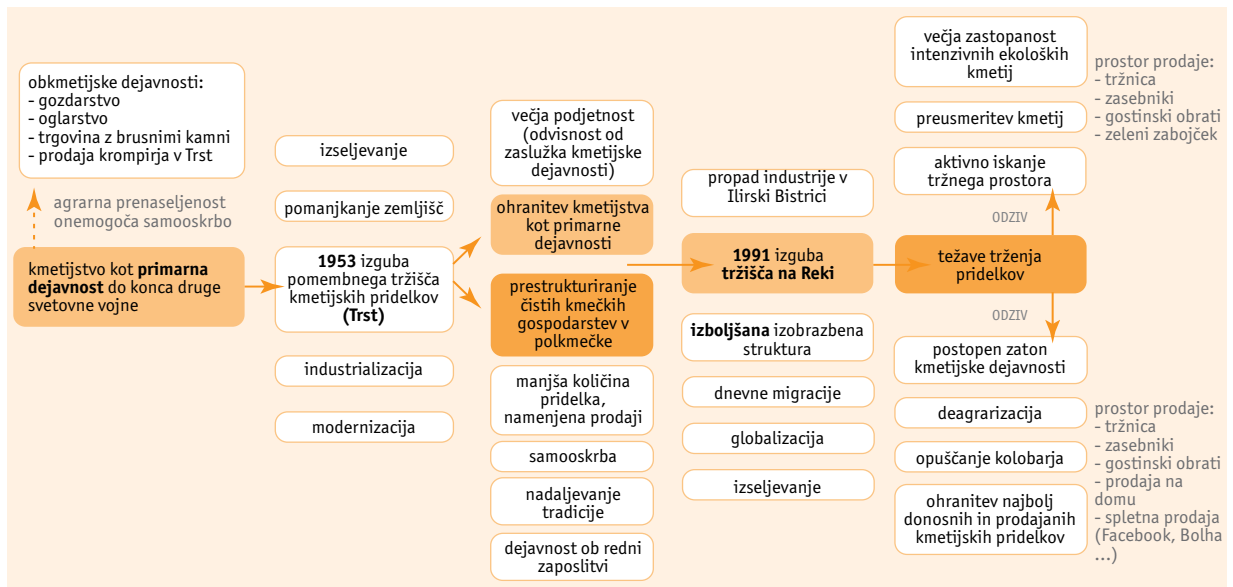 obkmetijske dejavnosti:
- gozdarstvo
- oglarstvo
- trgovina z brusnimi kamni
- prodaja krompirja v Trst
agrarna prenaseljenost
onemogoča samooskrbo
kmetijstvo kot primarna
dejavnost do konca druge
svetovne vojne
izseljevanje
pomanjkanje zemljišč
1953 izguba
pomembnega tržišča
kmetijskih pridelkov
(Trst)
industrializacija
modernizacija
večja podjetnost
(odvisnost od
zaslužka kmetijske
dejavnosti)
ohranitev kmetijstva
kot primarne
dejavnosti
prestrukturiranje
čistih kmečkih
gospodarstev v
polkmečke
manjša količina
pridelka,
namenjena prodaji
samooskrba
nadaljevanje
tradicije
dejavnost ob redni
zaposlitvi
propad industrije v
Ilirski Bistrici
1991 izguba
tržišča na Reki
izboljšana izobrazbena
struktura
dnevne migracije
globalizacija
izseljevanje
večja zastopanost
intenzivnih ekoloških
kmetij
preusmeritev kmetij
aktivno iskanje
tržnega prostora
ODZIV
težave trženja
pridelkov
ODZIV
postopen zaton
kmetijske dejavnosti
deagrarizacija
opuščanje kolobarja
ohranitev najbolj
donosnih in prodajanih
kmetijskih pridelkov
prostor prodaje:
- tržnica
- zasebniki
- gostinski obrati
- zeleni zabojček
prostor prodaje:
- tržnica
- zasebniki
- gostinski obrati
- prodaja na
domu
- spletna prodaja
(Facebook, Bolha
...)